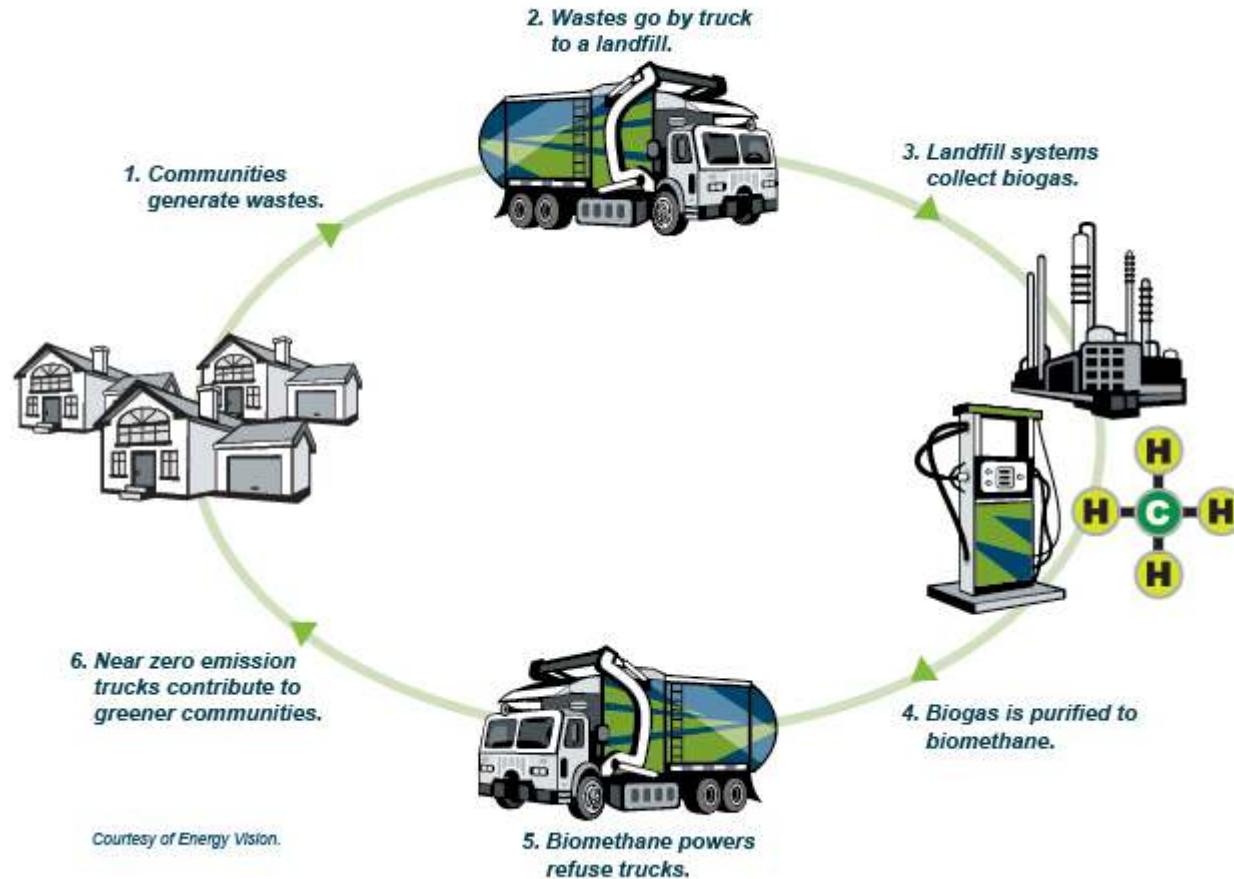 2. Wastes go by truck
to a landfill.
1. Communities
generate wastes.
3. Landfill systems
collect biogas.
H
H C H
H
6. Near zero emission
trucks contribute to
greener communities.
4. Biogas is purified to
biomethane.
5. Biomethane powers
refuse trucks.
Courtesy of Energy Vision.